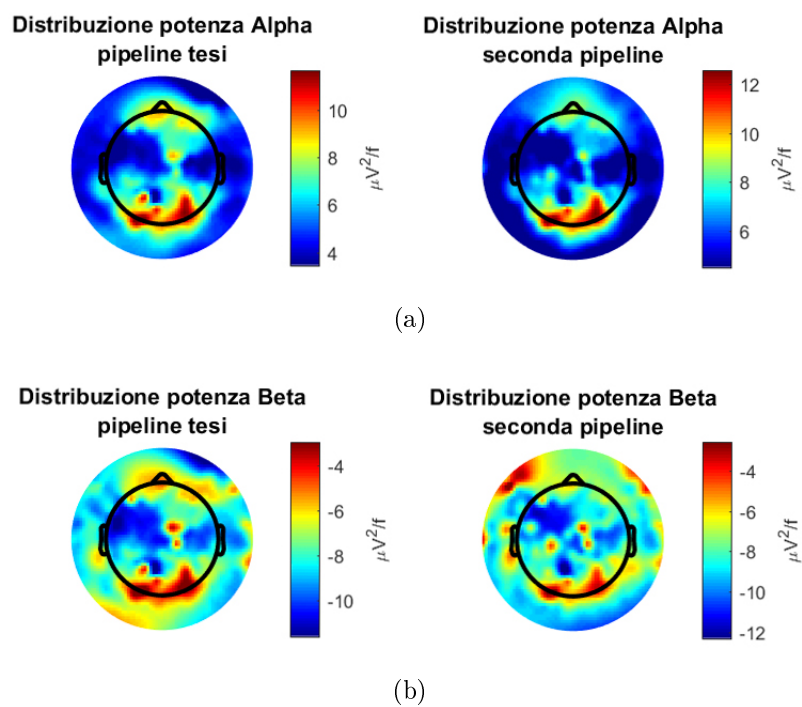 Distribuzione potenza Alpha
pipeline tesi
10
8
6
4
μV²/f
Distribuzione potenza Alpha
seconda pipeline
12
10
8
6
μV²/f
(a)
Distribuzione potenza Beta
pipeline tesi
-4
-6
-8
-10
μV²/f
Distribuzione potenza Beta
seconda pipeline
-4
-6
-8
-10
-12
μV²/f
(b)